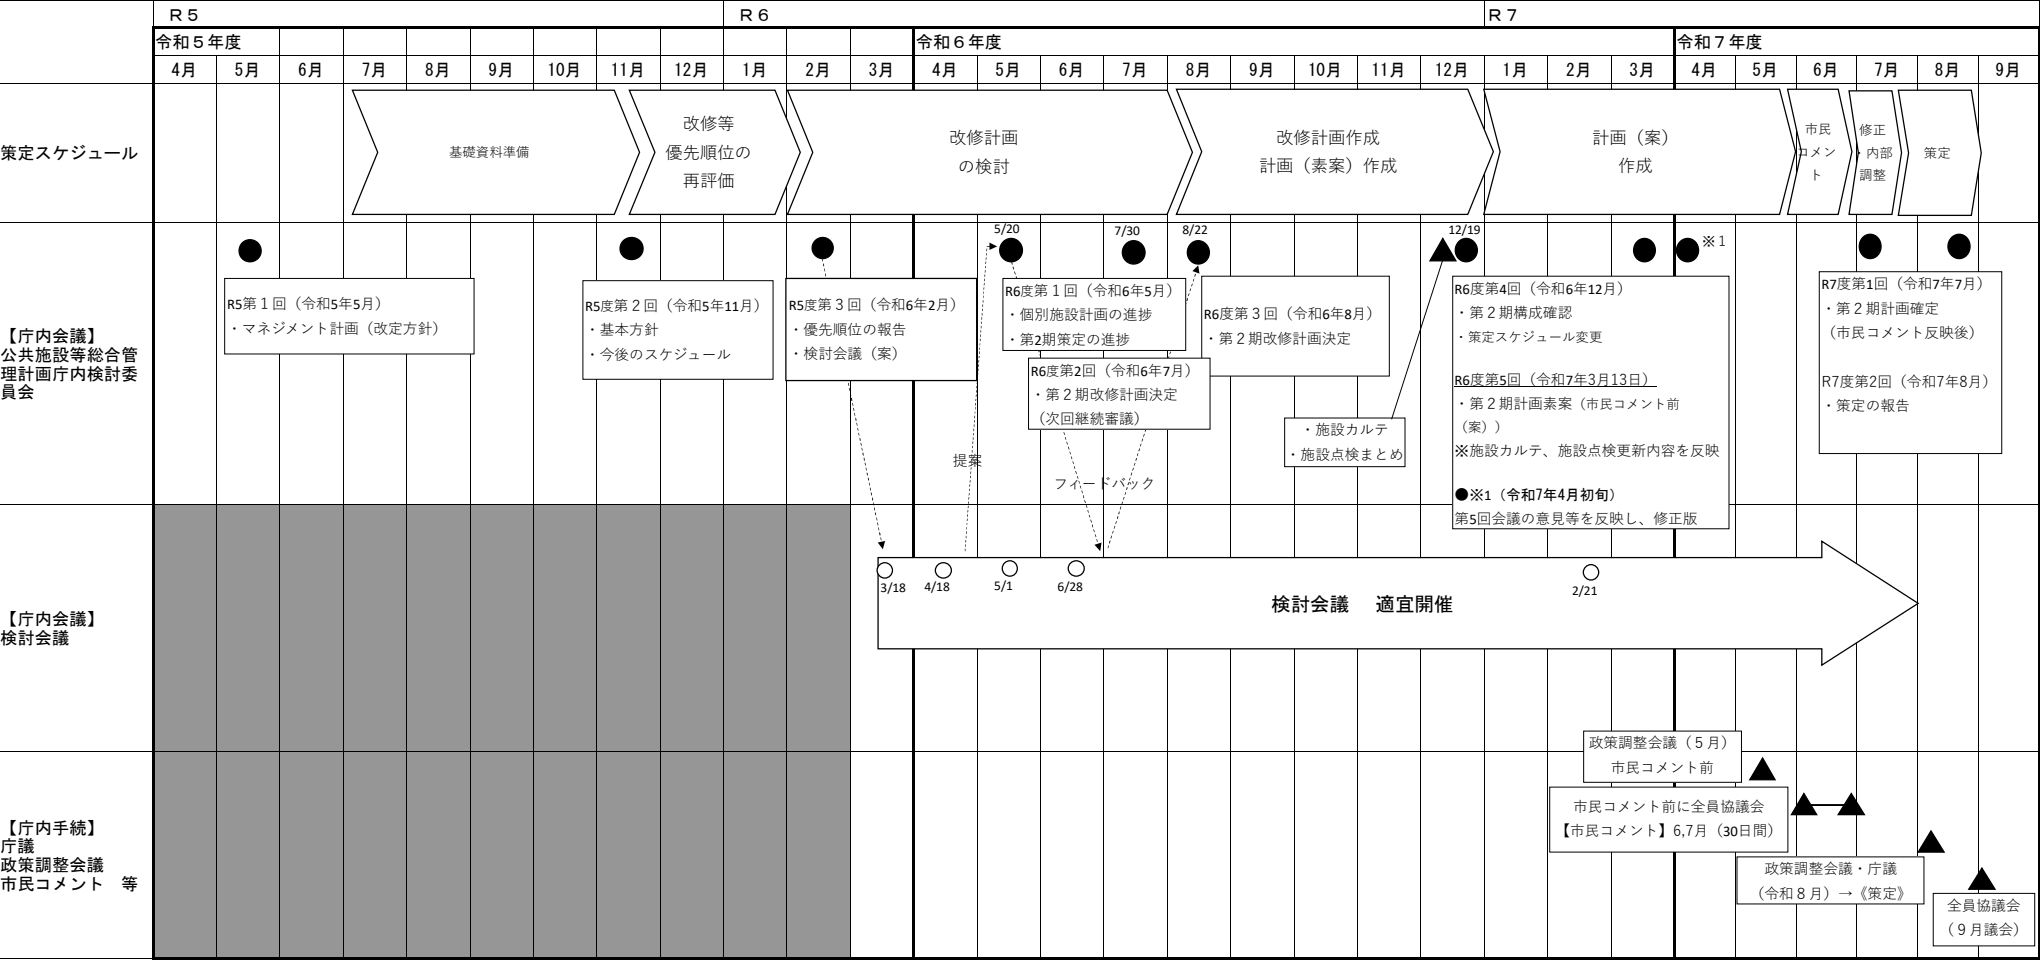 R5
R6
R7
令和5年度
令和6年度
令和7年度
4月 5月 6月 7月 8月 9月 10月 11月 12月 1月 2月 3月 4月 5月 6月 7月 8月 9月 10月 11月 12月 1月 2月 3月 4月 5月 6月 7月 8月 9月
策定スケジュール
基礎資料準備
改修等
優先順位の
再評価
改修計画
の検討
改修計画作成
計画（素案）作成
計画（案）
作成
市民
コメン
ト
修正
・内部
調整
策定
【庁内会議】
公共施設等総合管
理計画庁内検討委
員会
5/20
7/30
8/22
12/19
※1
R5第１回（令和5年5月）
・マネジメント計画（改定方針）
R5度第２回（令和5年11月）
・基本方針
・今後のスケジュール
R5度第３回（令和6年2月）
・優先順位の報告
・検討会議（案）
R6度第１回（令和6年5月）
・個別施設計画の進捗
・第2期策定の進捗
R6度第2回（令和6年7月）
・第２期改修計画決定
（次回継続審議）
R6度第３回（令和6年8月）
・第２期改修計画決定
・施設カルテ
・施設点検まとめ
R6度第4回（令和6年12月）
・第２期構成確認
・策定スケジュール変更
R6度第5回（令和7年3月13日）
・第２期計画素案（市民コメント前
（案））
※施設カルテ、施設点検更新内容を反映
●※1（令和7年4月初旬）
第5回会議の意見等を反映し、修正版
R7度第1回（令和7年7月）
・第２期計画確定
（市民コメント反映後）
R7度第2回（令和7年8月）
・策定の報告
提案
フィードバック
【庁内会議】
検討会議
3/18
4/18
5/1
6/28
2/21
検討会議　適宜開催
【庁内手続】
庁議
政策調整会議
市民コメント　等
政策調整会議（５月）
市民コメント前
市民コメント前に全員協議会
【市民コメント】6,7月（30日間）
政策調整会議・庁議
（令和８月）→《策定》
全員協議会
（９月議会）